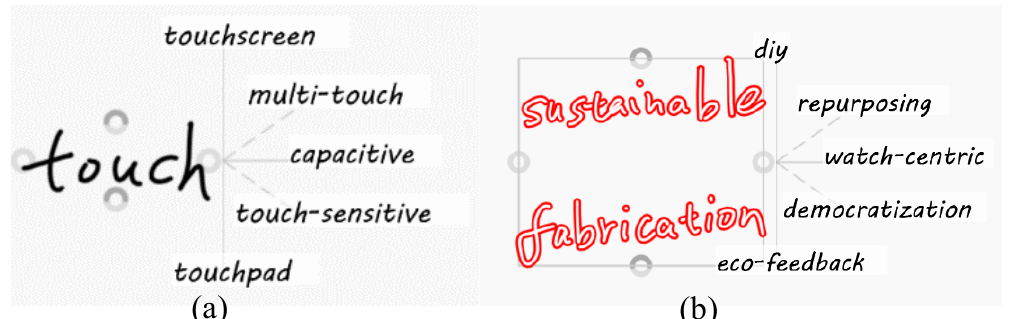 touchscreen
multi-touch
touch
capacitive
touch-sensitive
touchpad
(a)
diy
sustainable
repurposing
watch-centric
fabrication
democratization
eco-feedback
(b)